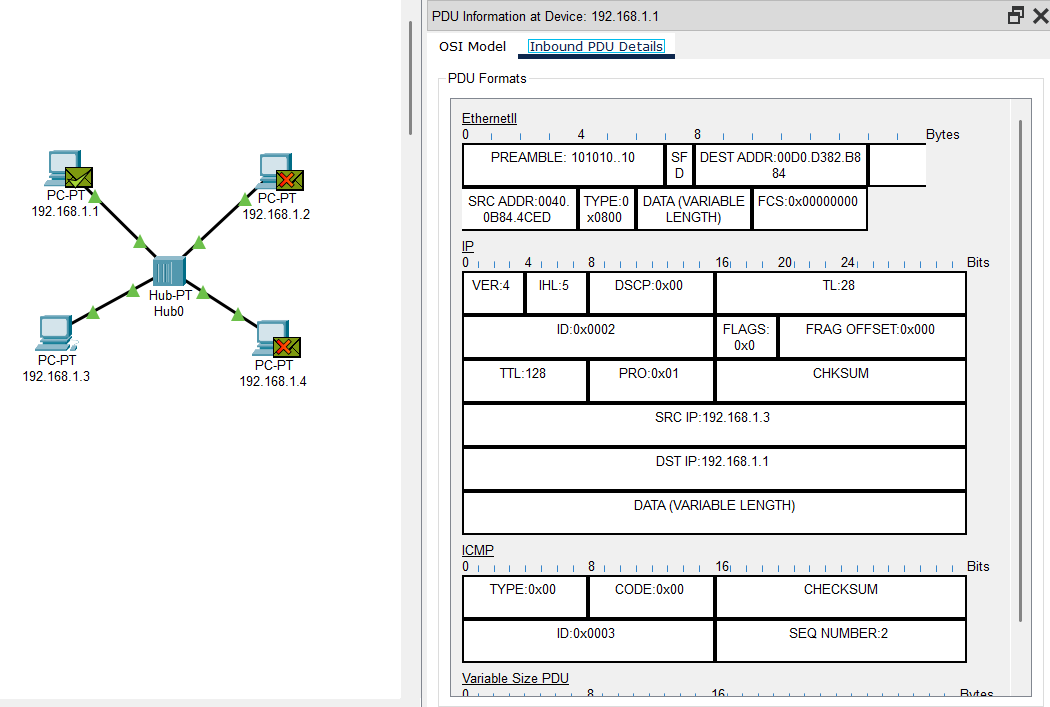 PDU Information at Device: 192.168.1.1
OSI Model Inbound PDU Details
PDU Formats
EthernetII
0 4 8 Bytes
PREAMBLE: 101010..10
SF
D
DEST ADDR:00D0.D382.B8
84
SRC ADDR:0040.
0B84.4CED
TYPE:0
x0800
DATA (VARIABLE
LENGTH)
FCS:0x00000000
IP
0 4 8 16 20 24 Bits
VER:4 IHL:5 DSCP:0x00 TL:28
ID:0x0002
FLAGS:
0x0
FRAG OFFSET:0x000
TTL:128 PRO:0x01 CHKSUM
SRC IP:192.168.1.3
DST IP:192.168.1.1
DATA (VARIABLE LENGTH)
ICMP
0 8 16 Bits
TYPE:0x00 CODE:0x00 CHECKSUM
ID:0x0003 SEQ NUMBER:2
Variable Size PDU
0 8 16 Bytes
PC-PT
192.168.1.1
PC-PT
192.168.1.2
Hub-PT
Hub0
PC-PT
192.168.1.3
PC-PT
192.168.1.4